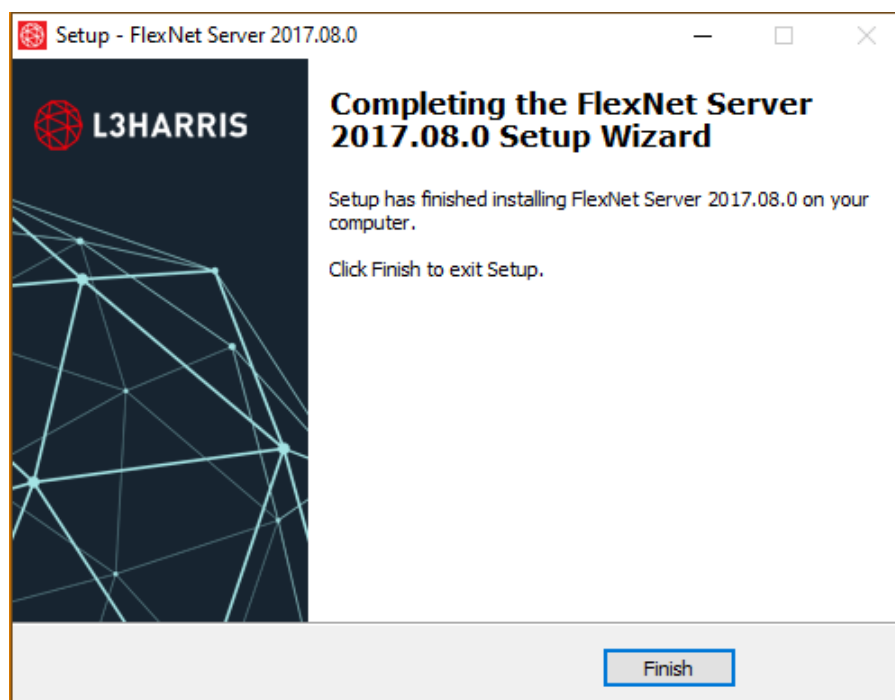 Setup - FlexNet Server 2017.08.0
L3HARRIS
Completing the FlexNet Server
2017.08.0 Setup Wizard
Setup has finished installing FlexNet Server 2017.08.0 on your
computer.
Click Finish to exit Setup.
Finish